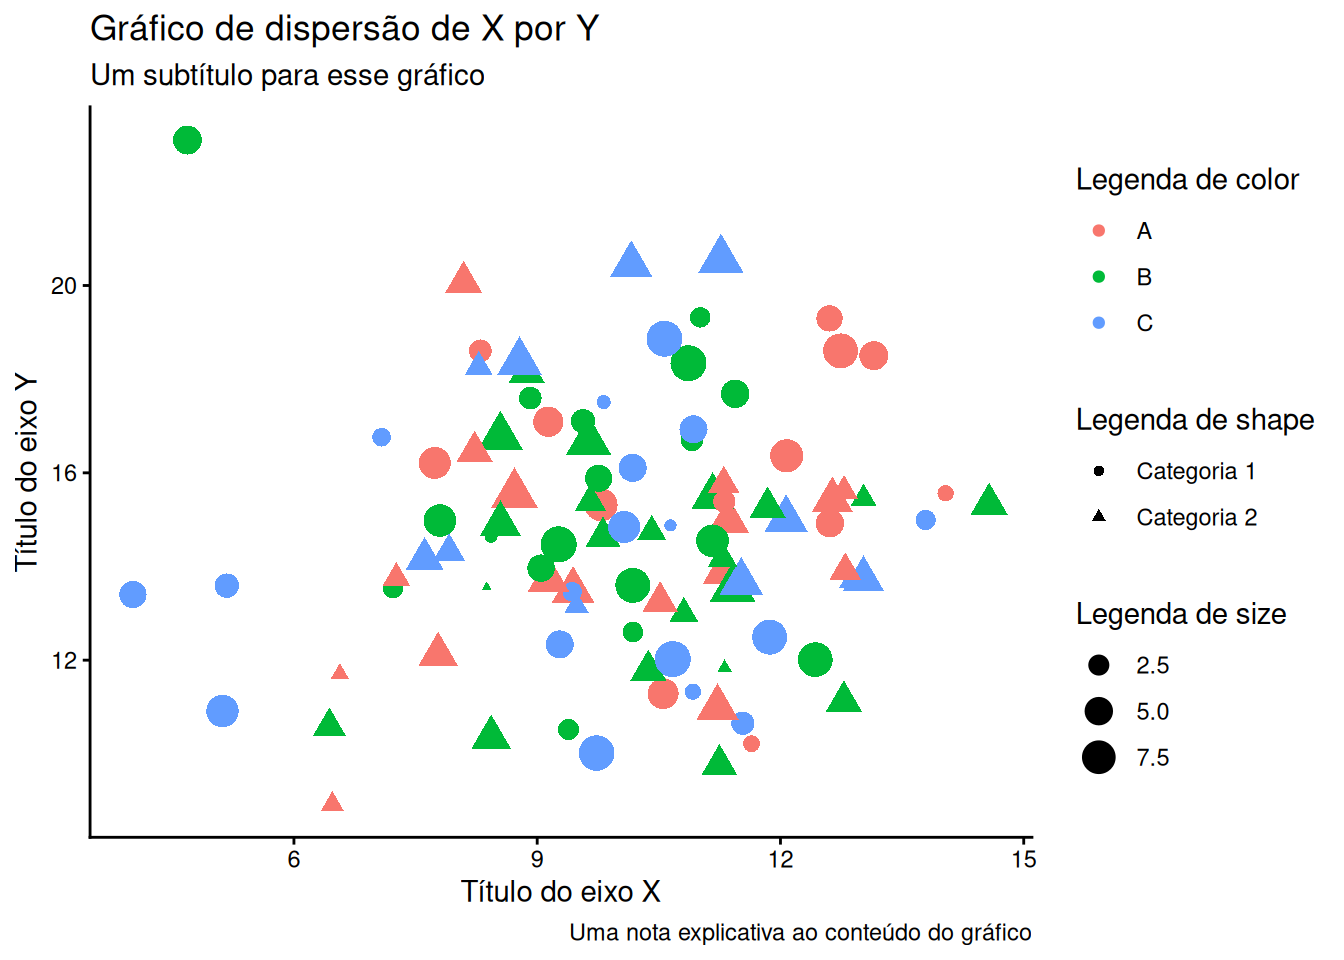 Gráfico de dispersão de X por Y
Um subtítulo para esse gráfico
20
16
12
Título do eixo Y
6
9
12
15
Título do eixo X
Uma nota explicativa ao conteúdo do gráfico
Legenda de color
A
B
C
Legenda de shape
Categoria 1
Categoria 2
Legenda de size
2.5
5.0
7.5